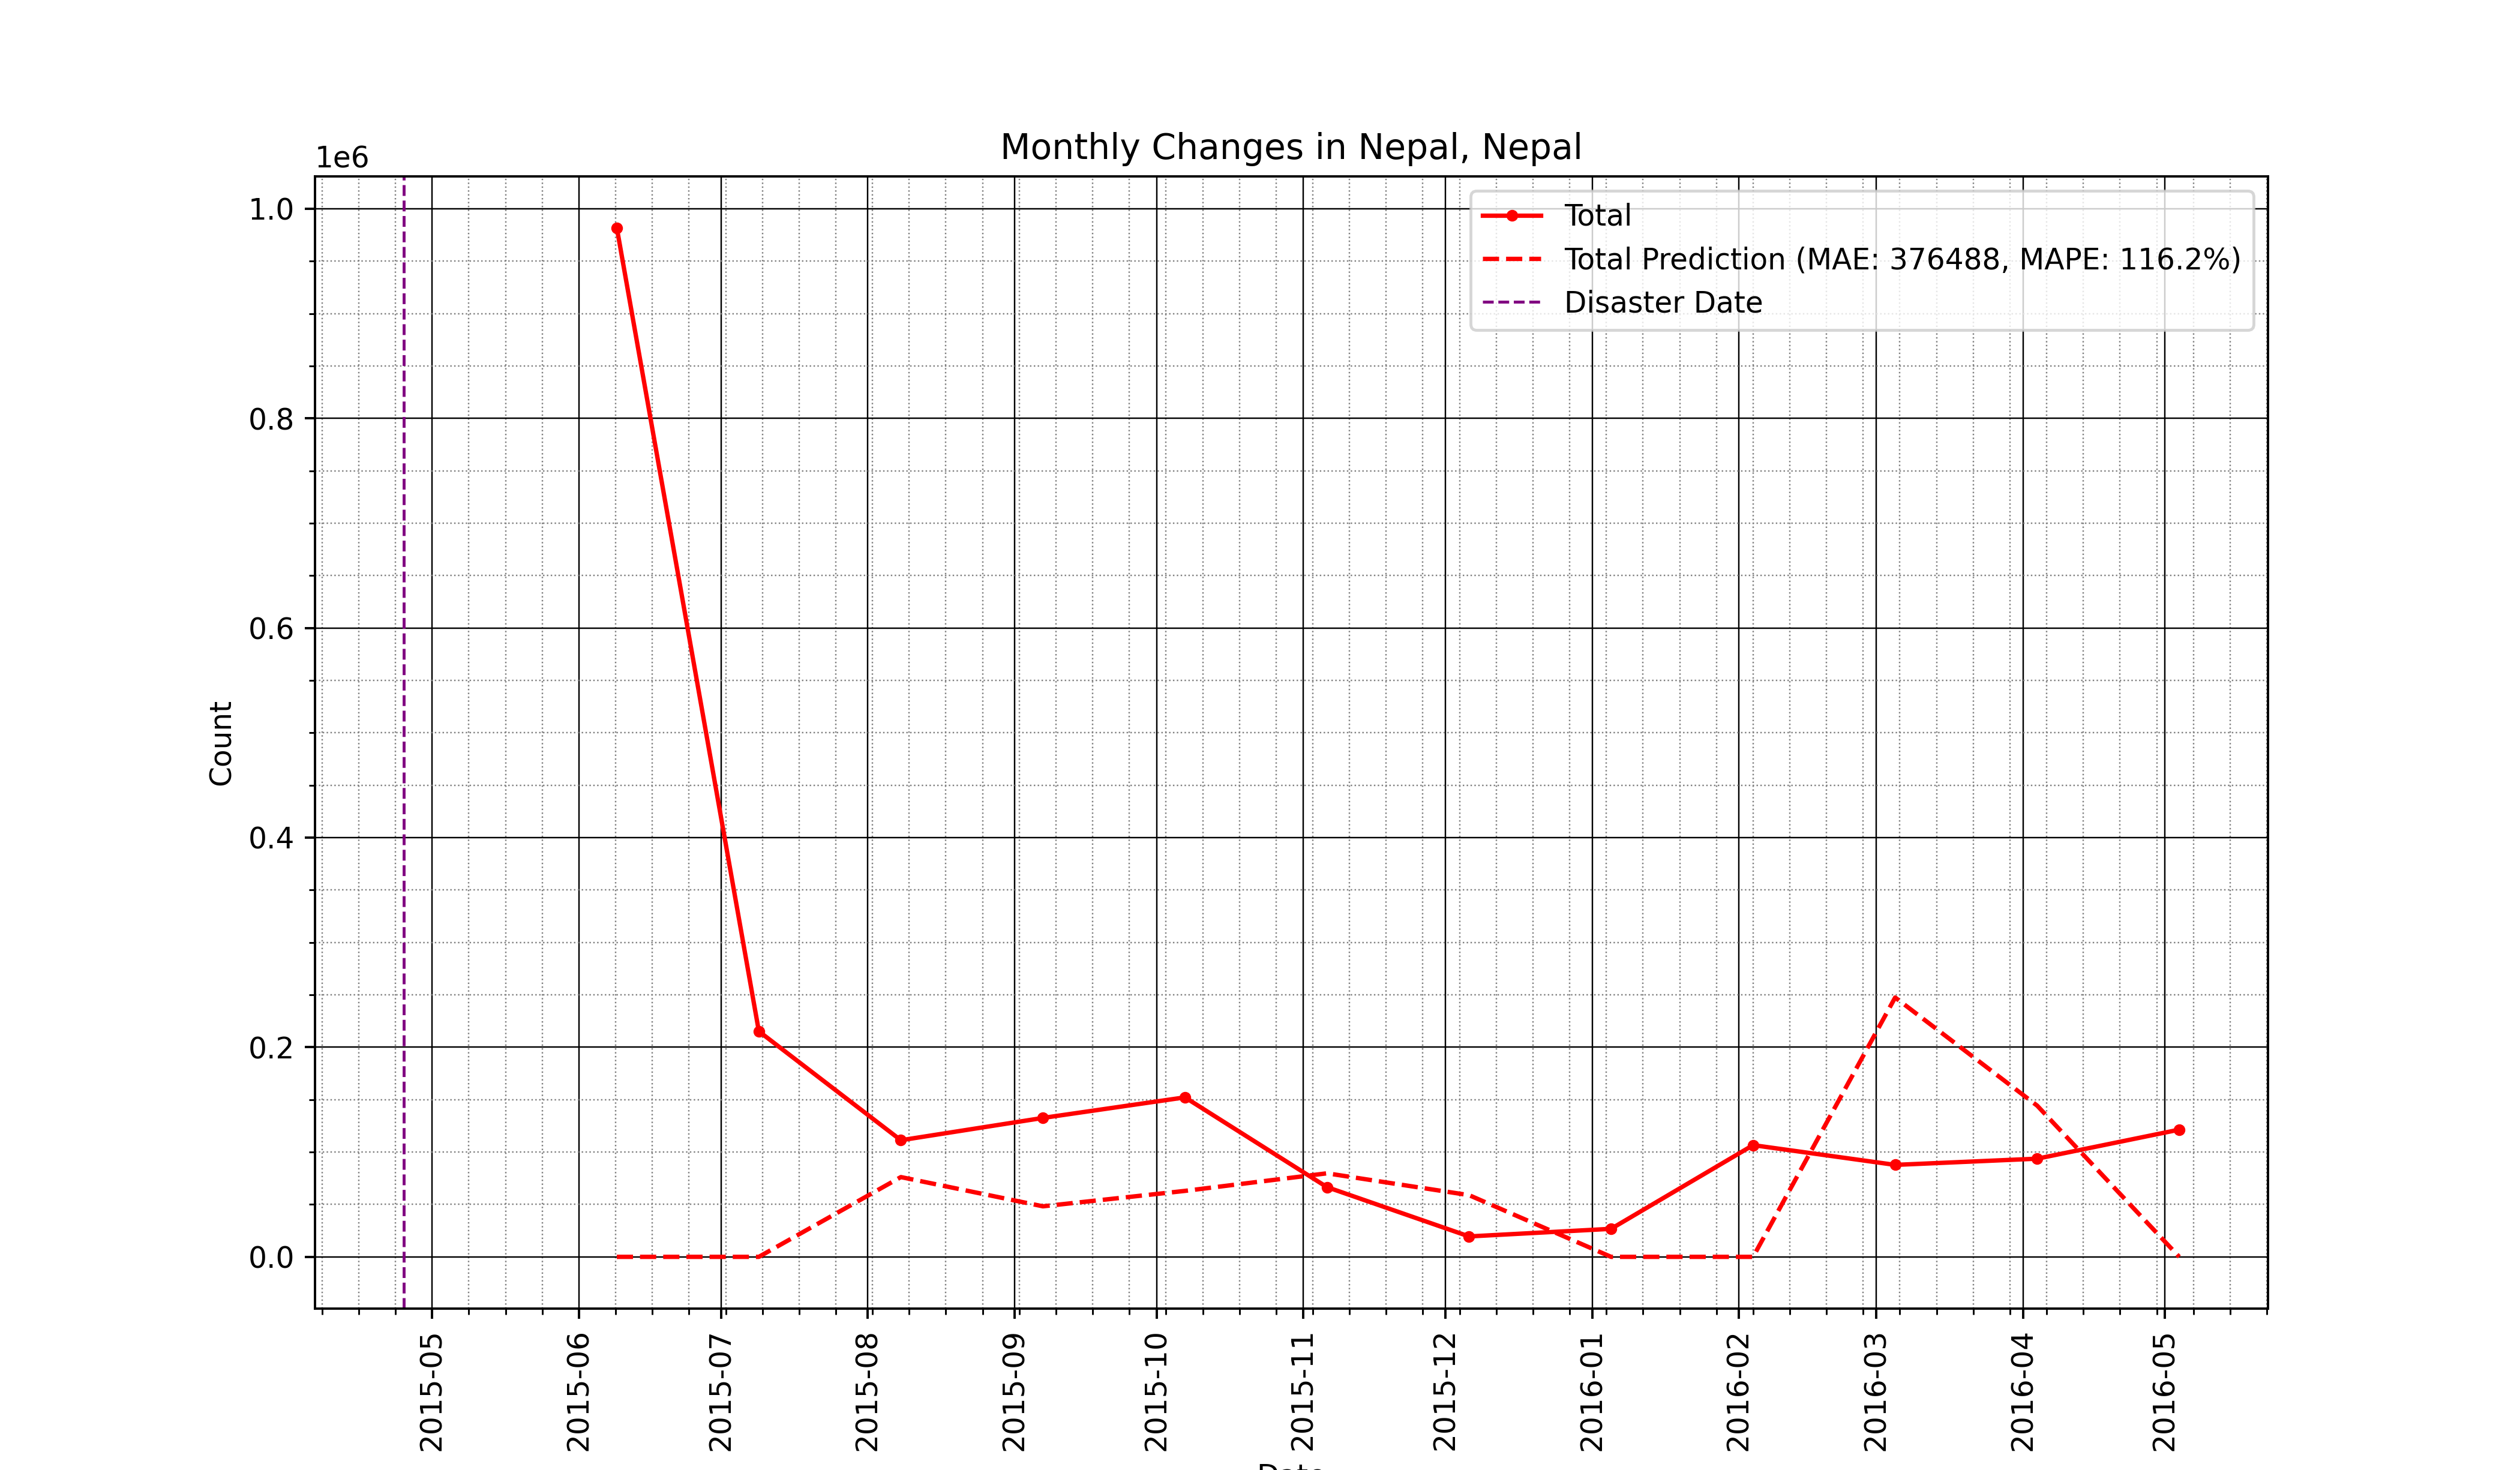 Monthly Changes in Nepal, Nepal
1e6
1.0
0.8
0.6
0.4
0.2
0.0
Count
Total
Total Prediction (MAE: 376488, MAPE: 116.2%)
Disaster Date
2015-05
2015-06
2015-07
2015-08
2015-09
2015-10
2015-11
2015-12
2016-01
2016-02
2016-03
2016-04
2016-05
Date